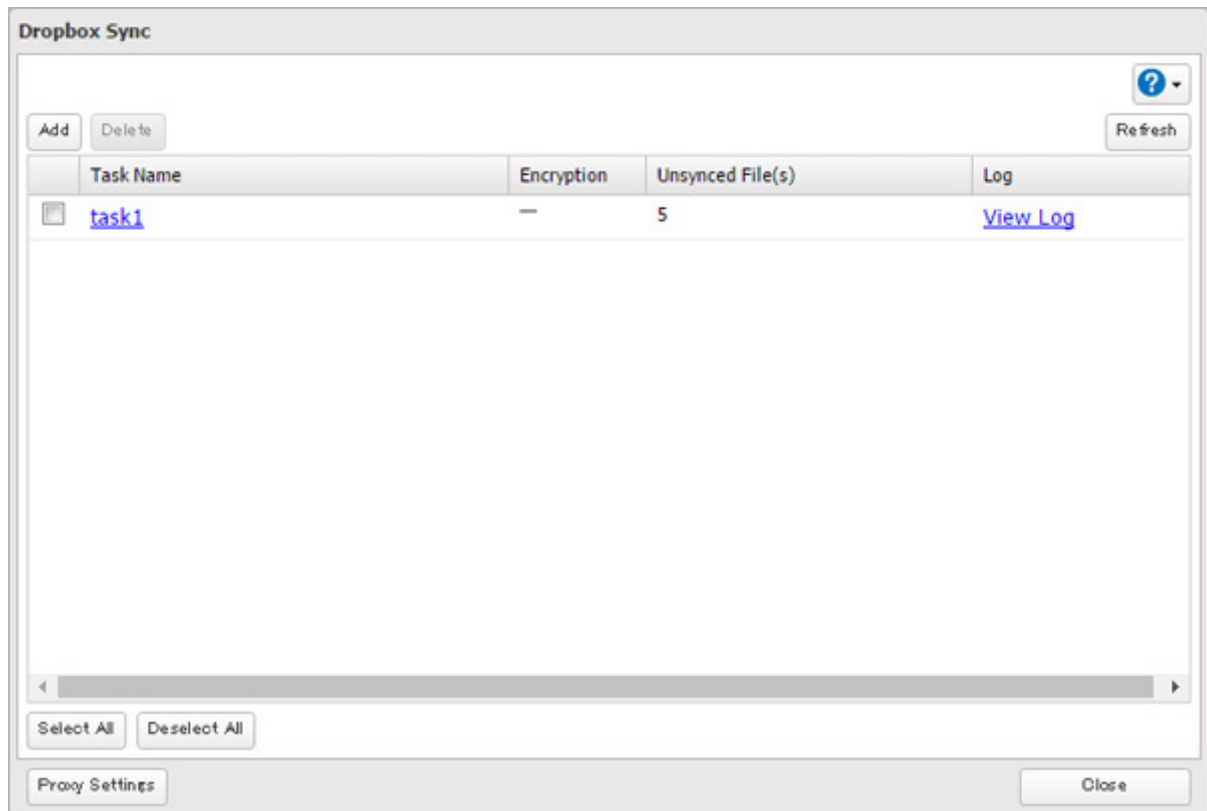 Dropbox Sync
?
Add Delete Refresh
Task Name Encryption Unsynced File(s) Log
task1 — 5 View Log
Select All Deselect All
Proxy Settings Close